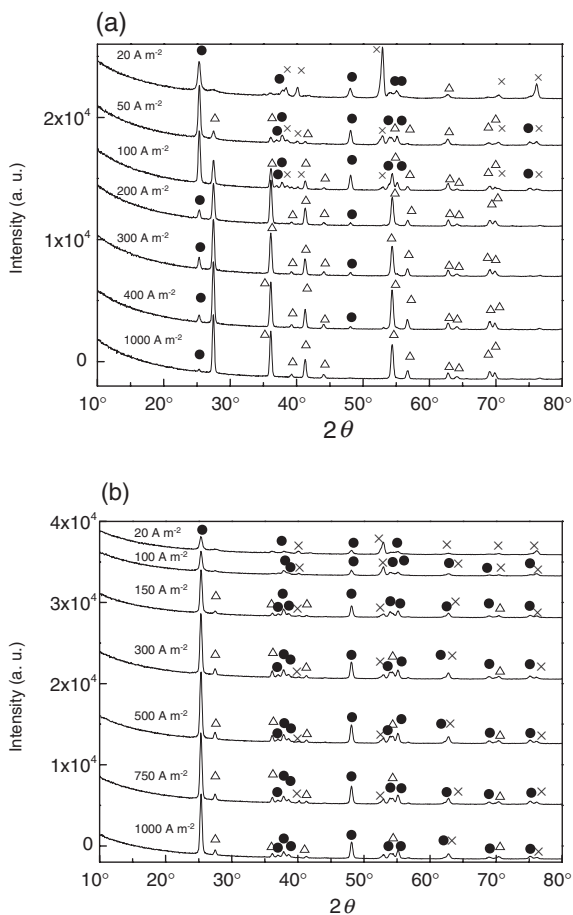 (a)
20 A m-2
50 A m-2
100 A m-2
200 A m-2
300 A m-2
400 A m-2
1000 A m-2
2x10⁴
1x10⁴
0
Intensity (a. u.)
10° 20° 30° 40° 50° 60° 70° 80°
2θ
(b)
20 A m-2
100 A m-2
150 A m-2
300 A m-2
500 A m-2
750 A m-2
1000 A m-2
4x10⁴
3x10⁴
2x10⁴
1x10⁴
0
Intensity (a. u.)
10° 20° 30° 40° 50° 60° 70° 80°
2θ